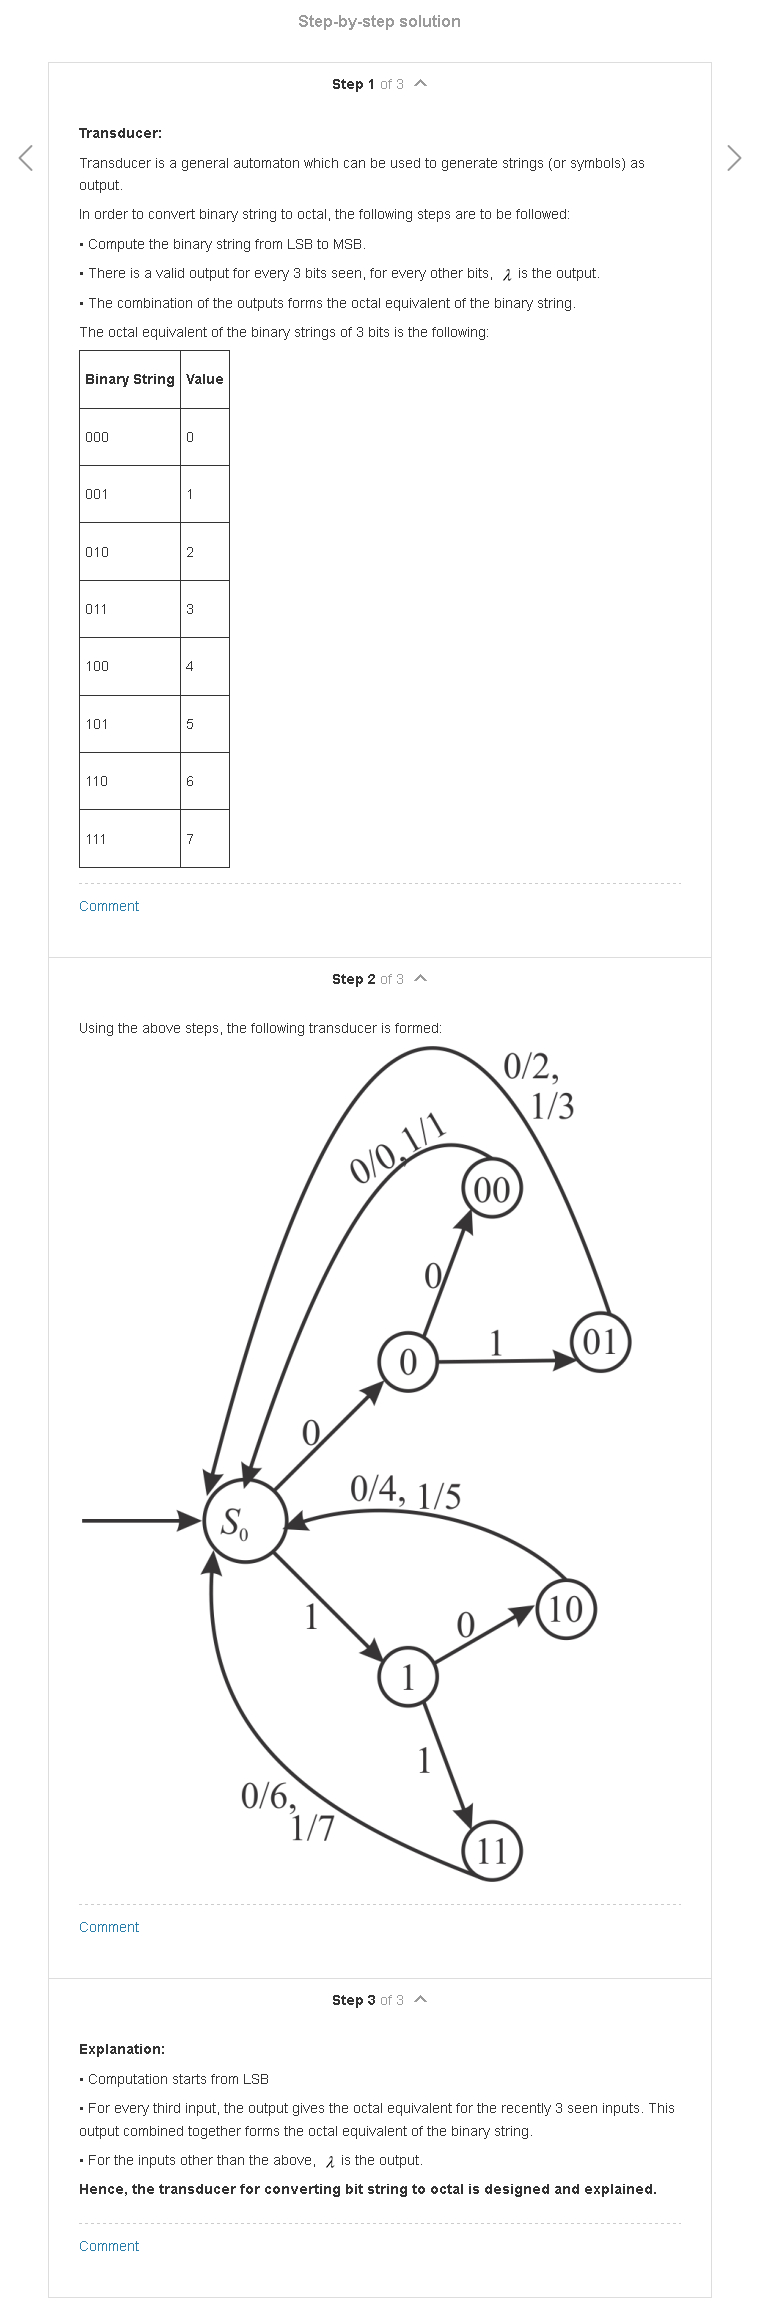 Step-by-step solution
Step 1 of 3
Transducer:
Transducer is a general automaton which can be used to generate strings (or symbols) as
output.
In order to convert binary string to octal, the following steps are to be followed:
• Compute the binary string from LSB to MSB.
• There is a valid output for every 3 bits seen, for every other bits, λ is the output.
• The combination of the outputs forms the octal equivalent of the binary string.
The octal equivalent of the binary strings of 3 bits is the following:
Binary String Value
000 0
001 1
010 2
011 3
100 4
101 5
110 6
111 7
Comment
Step 2 of 3
Using the above steps, the following transducer is formed:
0/2,
1/3
0/0,1/1
00
0
1
01
0
0
0/4, 1/5
S0
10
1
0
1
1
0/6,
1/7
11
Comment
Step 3 of 3
Explanation:
• Computation starts from LSB
• For every third input, the output gives the octal equivalent for the recently 3 seen inputs. This
output combined together forms the octal equivalent of the binary string.
• For the inputs other than the above, λ is the output.
Hence, the transducer for converting bit string to octal is designed and explained.
Comment